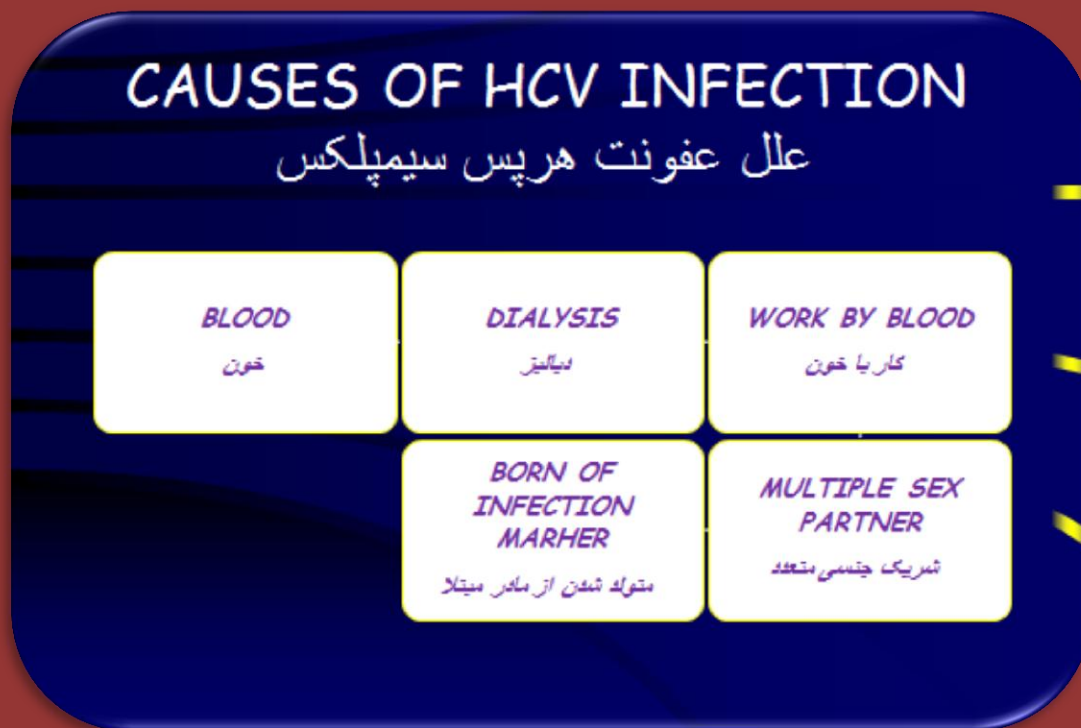 CAUSES OF HCV INFECTION
علل عفونت هرپس سیمپلکس
BLOOD
خون
DIALYSIS
دیالیز
WORK BY BLOOD
کار با خون
BORN OF
INFECTION
MARHER
متولد شدن از مادر مبتلا
MULTIPLE SEX
PARTNER
شریک جنسی متعدد